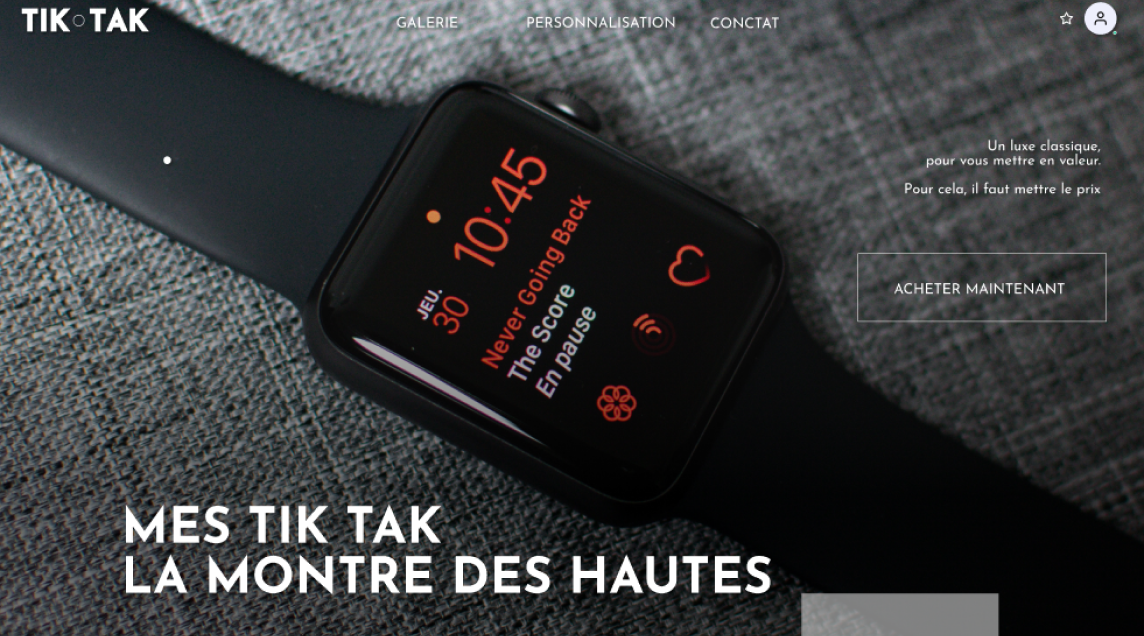 TIK TAK
GALERIE
PERSONNALISATION
CONCTAT
Un luxe classique,
pour vous mettre en valeur.
Pour cela, il faut mettre le prix
ACHETER MAINTENANT
10:45
JEU.
30
Never Going Back
The Score
En pause
MES TIK TAK
LA MONTRE DES HAUTES